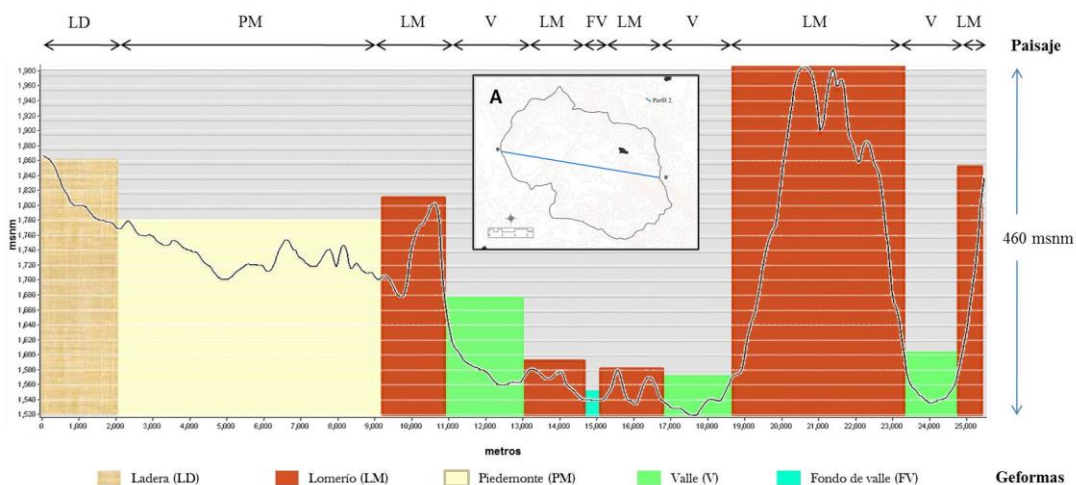 LD PM LM V LM FV LM V LM V LM
Paisaje
1,980
1,960
1,940
1,920
1,900
1,880
1,860
1,840
1,820
1,800
1,780
1,760
1,740
1,720
1,700
1,680
1,660
1,640
1,620
1,600
1,580
1,560
1,540
1,520
msnm
A
Perfil 2
460 msnm
0 1,000 2,000 3,000 4,000 5,000 6,000 7,000 8,000 9,000 10,000 11,000 12,000 13,000 14,000 15,000 16,000 17,000 18,000 19,000 20,000 21,000 22,000 23,000 24,000 25,000
metros
Ladera (LD) Lomerío (LM) Piedemonte (PM) Valle (V) Fondo de valle (FV) Geformas